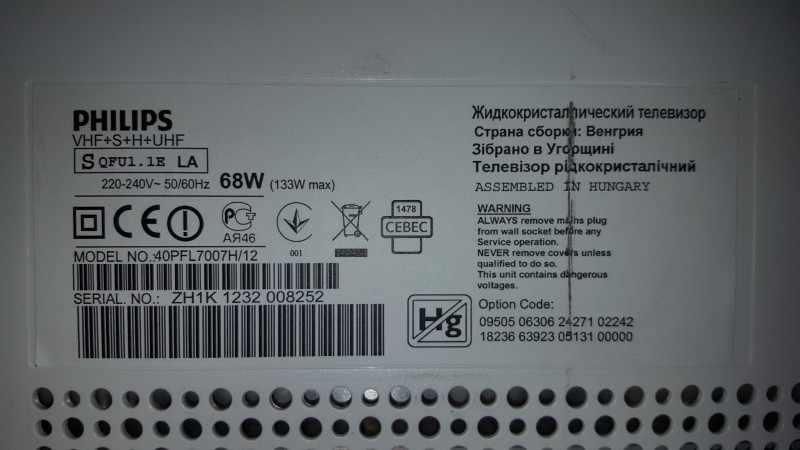 PHILIPS
VHF+S+H+UHF
S QFU1.1E LA
220-240V~ 50/60Hz 68W (133W max)
РСТ
АЯ46
001
1478
CEBEC
MODEL NO.:40PFL7007H/12
SERIAL. NO.: ZH1K 1232 008252
Жидкокристаллический телевизор
Страна сборки: Венгрия
Зібрано в Угорщині
Телевізор рідкокристалічний
ASSEMBLED IN HUNGARY
WARNING
ALWAYS remove mains plug
from wall socket before any
Service operation.
NEVER remove covers unless
qualified to do so.
This unit contains dangerous
voltages.
Hg
Option Code:
09505 06306 24271 02242
18236 63923 05131 00000